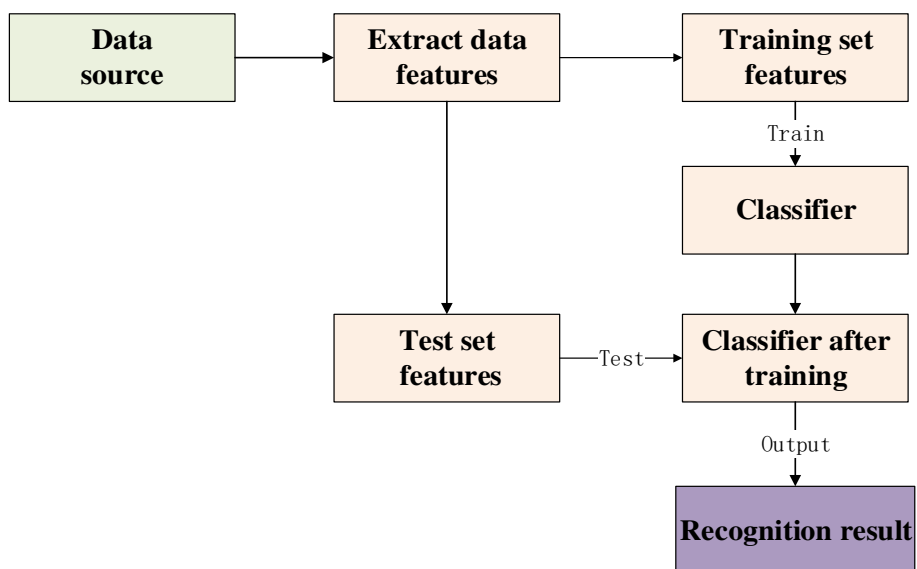 Data
source
Extract data
features
Training set
features
Train
Classifier
Test set
features
Test
Classifier after
training
Output
Recognition result